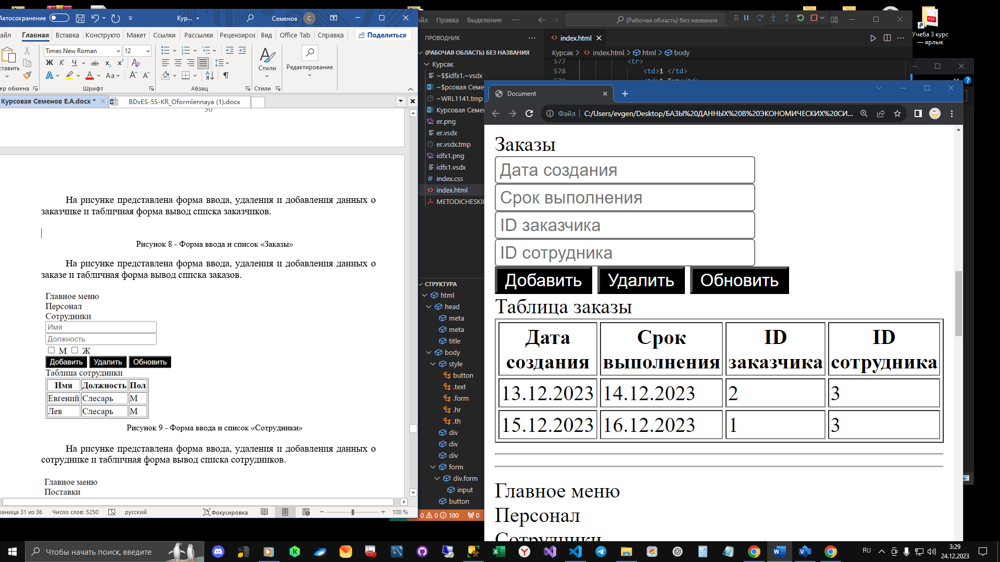 Автосохранение
Кур...
Семенов
С
айл
Главная
Вставка
Конструкто
Макет
Ссылки
Рассылки
Рецензиров
Вид
Office Tab
Справка
Поделиться
ставить
Times New Roman
12
Ж К Ч ab x₂ x²
Стили
Редактирование
ер обмена
Шрифт
Абзац
Стили
Курсовая Семенов Е.А.docx *
BDvES-5S-KR_Oformlennaya (1).docx
30
На рисунке представлена форма ввода, удаления и добавления данных о
заказчике и табличная форма вывод списка заказчиков.
Рисунок 8 - Форма ввода и список «Заказы»
На рисунке представлена форма ввода, удаления и добавления данных о
заказе и табличная форма вывод списка заказов.
Главное меню
Персонал
Сотрудники
Имя
Должность
М Ж
Добавить Удалить Обновить
Таблица сотрудники
Имя Должность Пол
Евгений Слесарь М
Лев Слесарь М
Рисунок 9 - Форма ввода и список «Сотрудники»
На рисунке представлена форма ввода, удаления и добавления данных о
сотруднике и табличная форма вывод списка сотрудников.
Главное меню
Поставки
раница 31 из 36
Число слов: 5250
русский
Фокусировка
100 %
айл
Правка
Выделение
(Рабочая область) без названия
ПРОВОДНИК
(РАБОЧАЯ ОБЛАСТЬ) БЕЗ НАЗВАНИЯ
Курсак
~$$idfx1.~vsdx
~$рсовая Семе
~WRL1141.tmp
Курсовая Семен
er.png
er.vsdx
er.vsdx.tmp
idfx1.png
idfx1.vsdx
index.css
index.html
METODICHESKIE
СТРУКТУРА
html
head
meta
meta
title
body
style
button
.text
.form
.hr
.th
div
div
div
form
div.form
input
button
0 0 100 0
index.html
Курсак > index.html > html > body
577 <tr>
578 <td>1 </td>
Document
Файл
C:/Users/evgen/Desktop/БАЗЫ%20ДАННЫХ%20В%20ЭКОНОМИЧЕСКИХ%20СИ...
Заказы
Дата создания
Срок выполнения
ID заказчика
ID сотрудника
Добавить Удалить Обновить
Таблица заказы
Дата создания Срок выполнения ID заказчика ID сотрудника
13.12.2023 14.12.2023 2 3
15.12.2023 16.12.2023 1 3
Главное меню
Персонал
Сотрудники
Учеба 3 курс
— ярлык
Чтобы начать поиск, введите
RU
3:29
24.12.2023